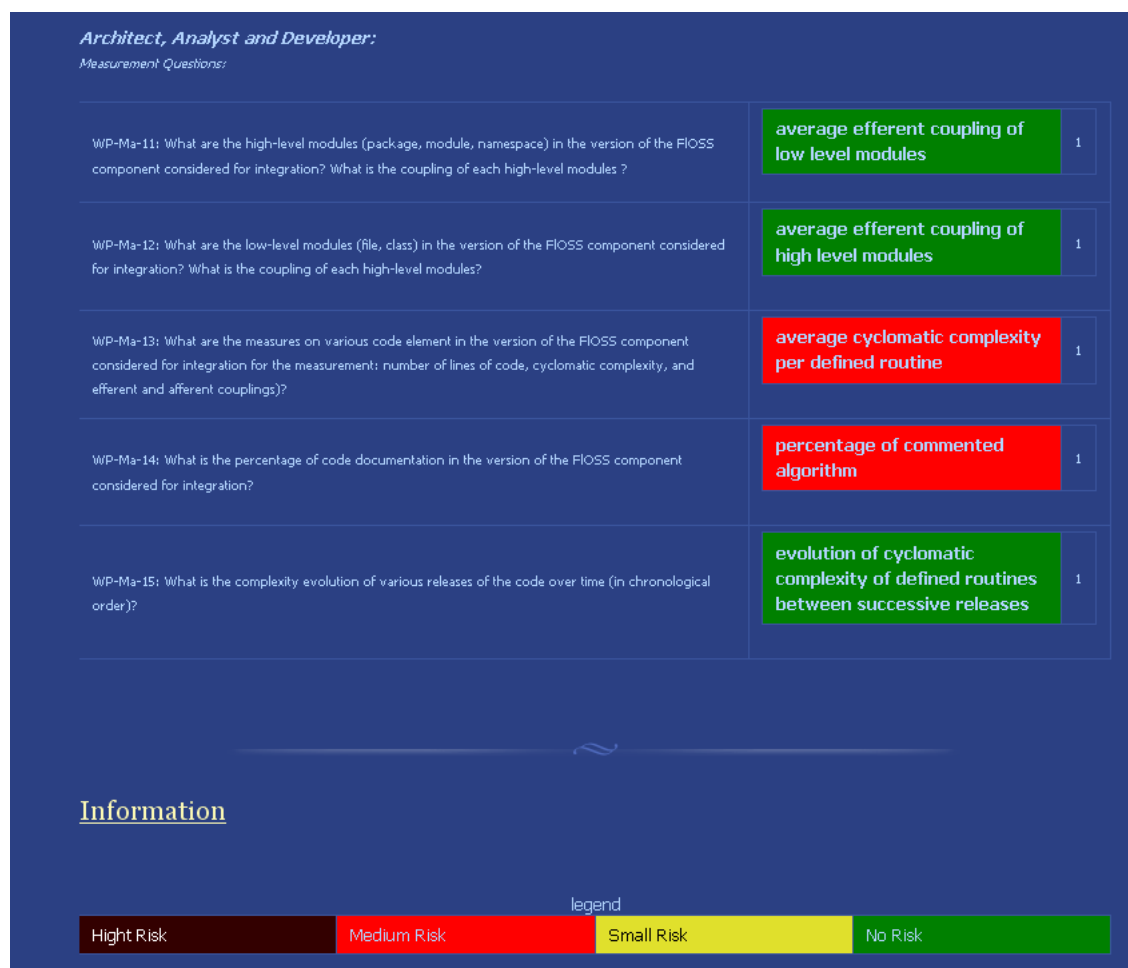 Architect, Analyst and Developer:
Measurement Questions:
WP-Ma-11: What are the high-level modules (package, module, namespace) in the version of the FlOSS
component considered for integration? What is the coupling of each high-level modules ?
average efferent coupling of
low level modules
1
WP-Ma-12: What are the low-level modules (file, class) in the version of the FlOSS component considered
for integration? What is the coupling of each high-level modules?
average efferent coupling of
high level modules
1
WP-Ma-13: What are the measures on various code element in the version of the FlOSS component
considered for integration for the measurement: number of lines of code, cyclomatic complexity, and
efferent and afferent couplings)?
average cyclomatic complexity
per defined routine
1
WP-Ma-14: What is the percentage of code documentation in the version of the FlOSS component
considered for integration?
percentage of commented
algorithm
1
WP-Ma-15: What is the complexity evolution of various releases of the code over time (in chronological
order)?
evolution of cyclomatic
complexity of defined routines
between successive releases
1
Information
legend
Hight Risk
Medium Risk
Small Risk
No Risk